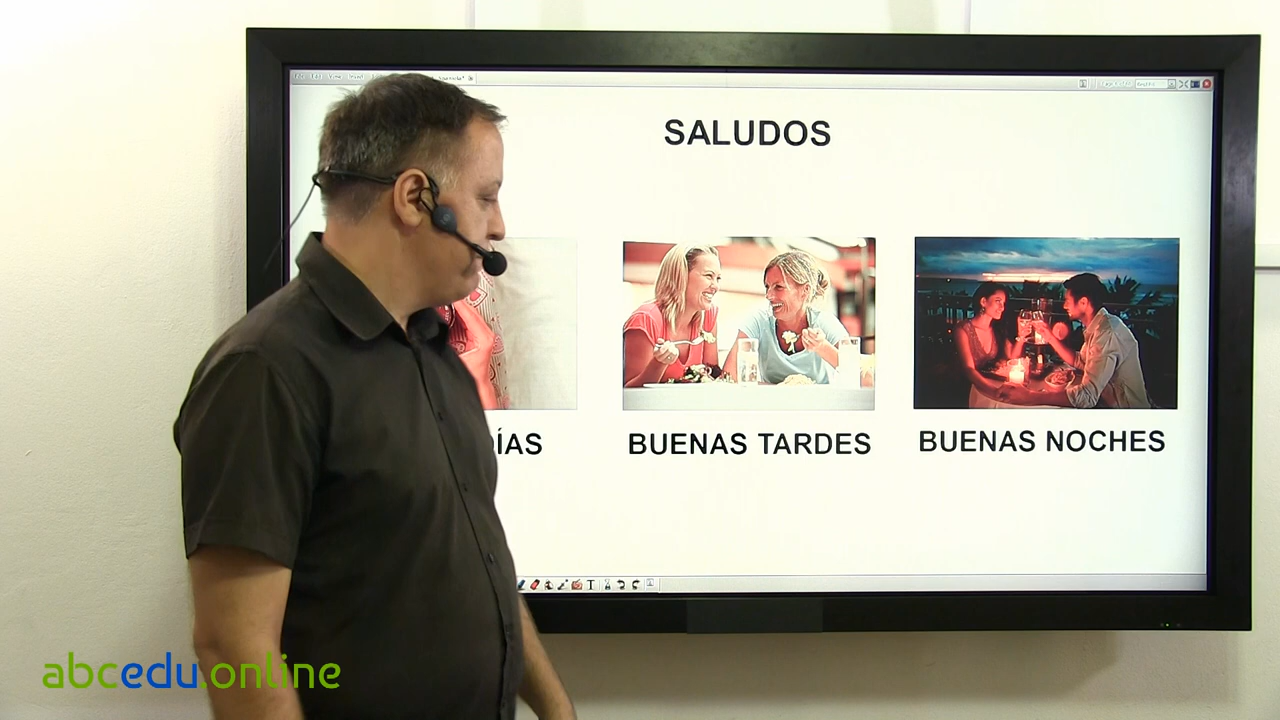 SALUDOS
ÍAS
BUENAS TARDES
BUENAS NOCHES
abcedu.online